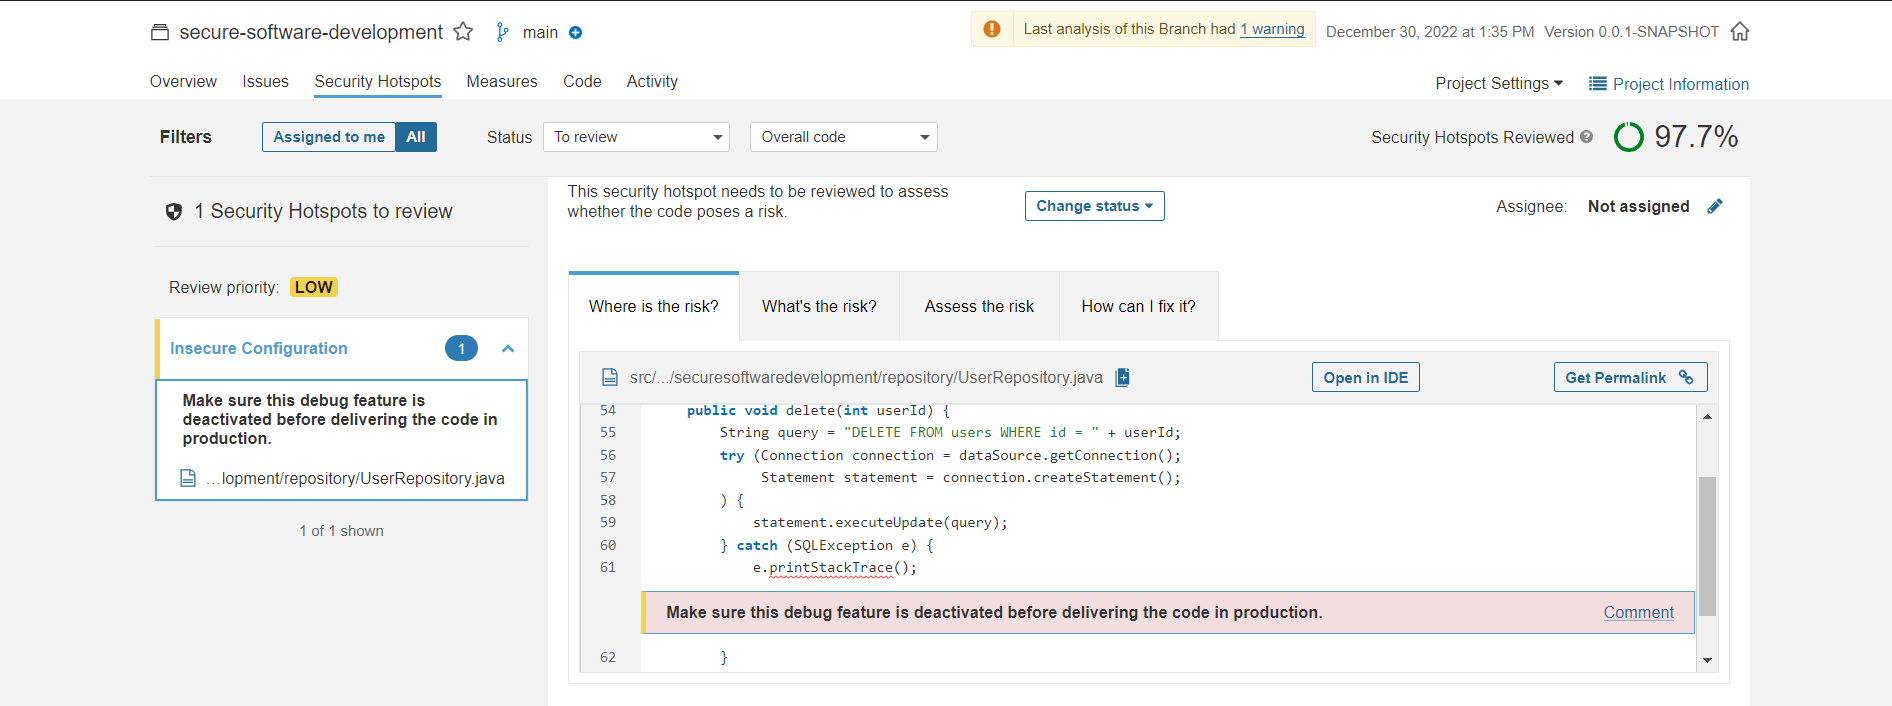 secure-software-development main
Last analysis of this Branch had 1 warning December 30, 2022 at 1:35 PM Version 0.0.1-SNAPSHOT
Overview Issues Security Hotspots Measures Code Activity
Project Settings Project Information
Filters Assigned to me All Status To review Overall code
Security Hotspots Reviewed ? 97.7%
1 Security Hotspots to review
Review priority: LOW
Insecure Configuration 1
Make sure this debug feature is
deactivated before delivering the code in
production.
...lopment/repository/UserRepository.java
1 of 1 shown
This security hotspot needs to be reviewed to assess
whether the code poses a risk.
Change status
Assignee: Not assigned
Where is the risk? What's the risk? Assess the risk How can I fix it?
src/.../securesoftwaredevelopment/repository/UserRepository.java
Open in IDE Get Permalink
54 public void delete(int userId) {
55 String query = "DELETE FROM users WHERE id = " + userId;
56 try (Connection connection = dataSource.getConnection();
57 Statement statement = connection.createStatement();
58 ) {
59 statement.executeUpdate(query);
60 } catch (SQLException e) {
61 e.printStackTrace();
Make sure this debug feature is deactivated before delivering the code in production. Comment
62 }